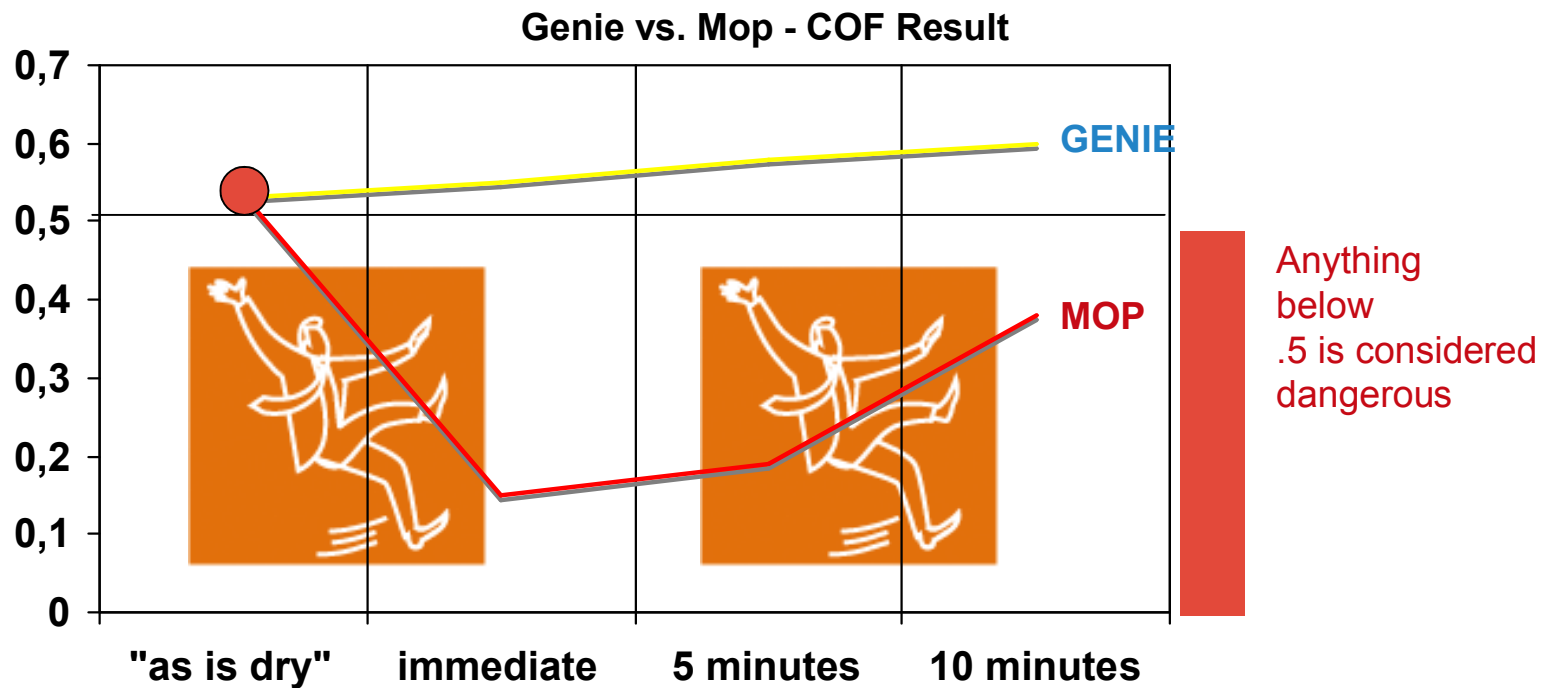 Genie vs. Mop - COF Result
0,7
0,6
0,5
0,4
0,3
0,2
0,1
0
GENIE
MOP
"as is dry" immediate 5 minutes 10 minutes
Anything
below
.5 is considered
dangerous